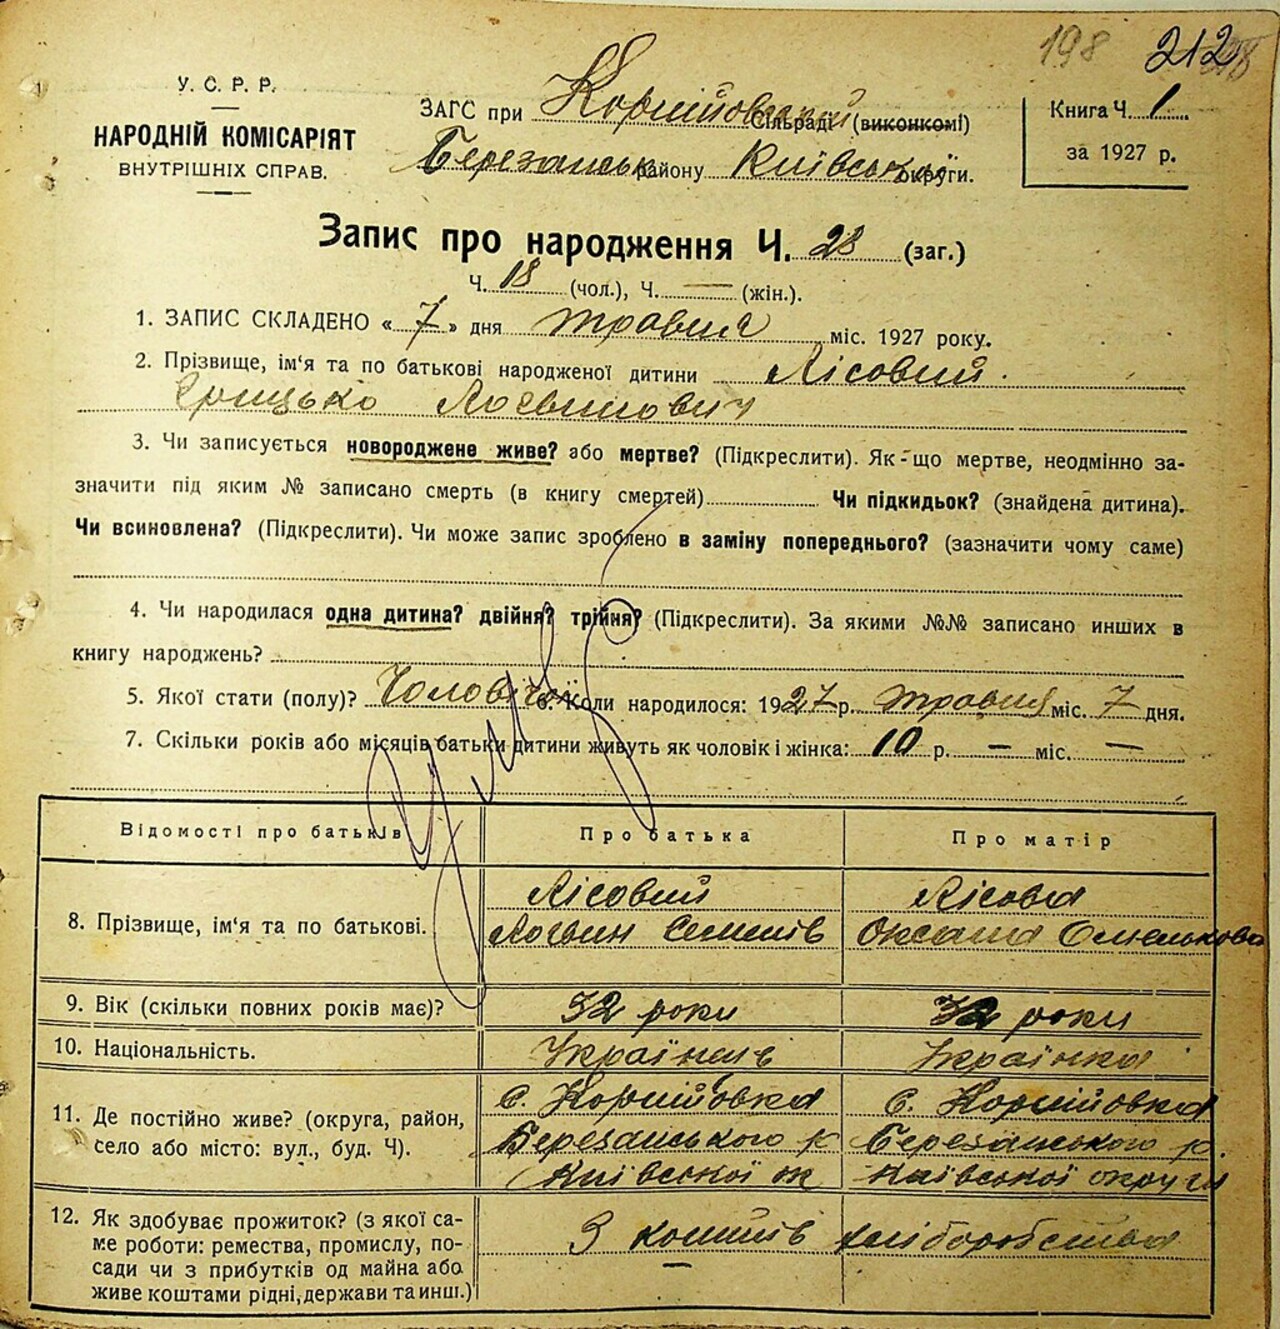 198 212
У. С. Р. Р.
НАРОДНІЙ КОМІСАРІЯТ
ВНУТРІШНІХ СПРАВ.
ЗАГС при Корнійовській сільраді (виконкомі)
Березанськ району Київської округи.
Книга Ч. 1
за 1927 р.
Запис про народження Ч. 28 (заг.)
Ч. 18 (чол.), Ч. — (жін.).
1. ЗАПИС СКЛАДЕНО « 7 » дня травня міс. 1927 року.
2. Прізвище, ім'я та по батькові народженої дитини Лісовий
Грицько Логвинович
3. Чи записується новороджене живе? або мертве? (Підкреслити). Як-що мертве, неодмінно за-
значити під яким № записано смерть (в книгу смертей) Чи підкидьок? (знайдена дитина).
Чи всиновлена? (Підкреслити). Чи може запис зроблено в заміну попереднього? (зазначити чому саме)
4. Чи народилася одна дитина? двійня? трійня? (Підкреслити). За якими №№ записано инших в
книгу народжень?
5. Якої стати (полу)? Чоловічої 6. Коли народилося: 1927 р. травня міс. 7 дня.
7. Скільки років або місяців батьки дитини живуть як чоловік і жінка: 10 р. — міс. —
Відомості про батьків Про батька Про матір
8. Прізвище, ім'я та по батькові.
Лісовий
Логвин Семенів
Лісова
Оксана Омелькова
9. Вік (скільки повних років має)? 32 роки 32 роки
10. Національність. Українець Українка
11. Де постійно живе? (округа, район,
село або місто: вул., буд. Ч).
с. Корнійовка
Березанського р
Київської ок
с. Корнійовка
Березанського р.
Київської округи
12. Як здобуває прожиток? (з якої са-
ме роботи: ремества, промислу, по-
сади чи з прибутків од майна або
живе коштами рідні, держави та инш.)
З коштів хліборобства